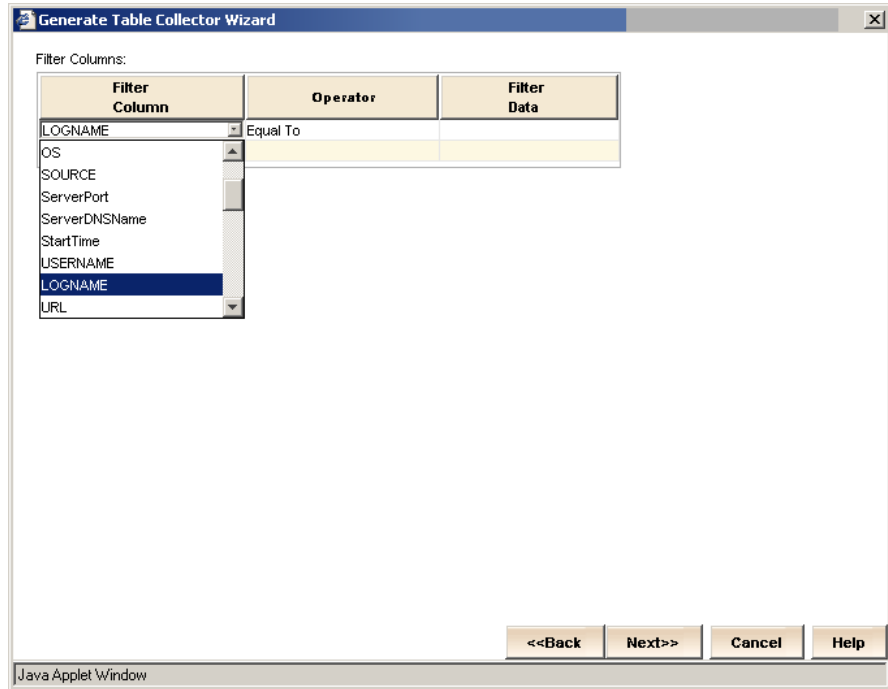 Generate Table Collector Wizard
Filter Columns:
Filter
Column
Operator
Filter
Data
LOGNAME
Equal To
OS
SOURCE
ServerPort
ServerDNSName
StartTime
USERNAME
LOGNAME
URL
<<Back
Next>>
Cancel
Help
Java Applet Window